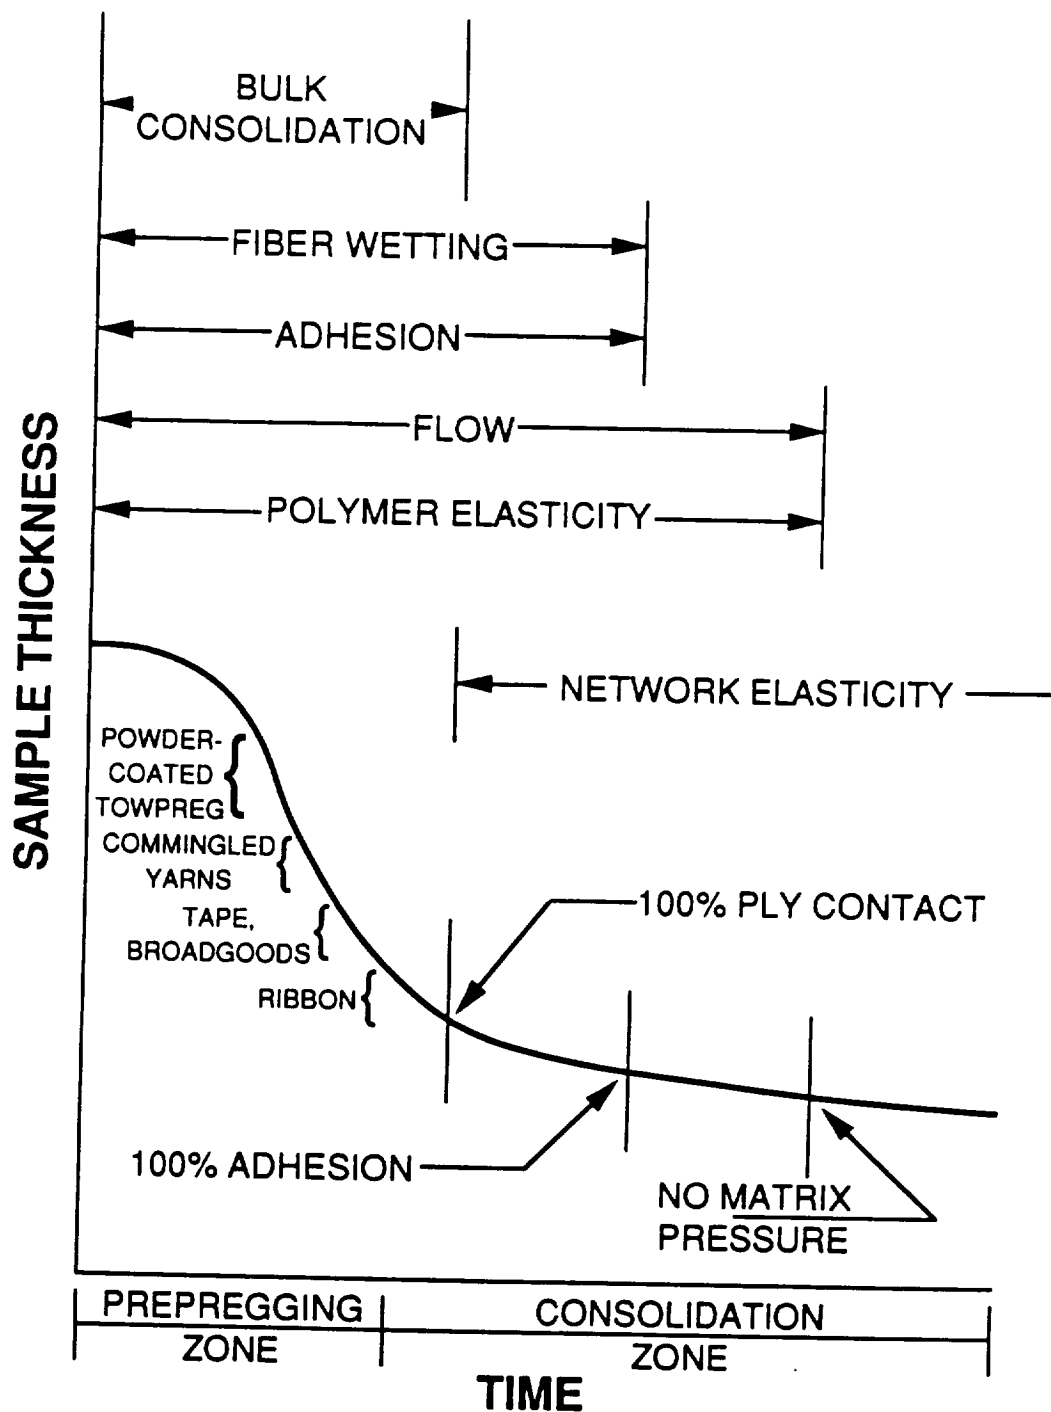 BULK
CONSOLIDATION
FIBER WETTING
ADHESION
FLOW
POLYMER ELASTICITY
NETWORK ELASTICITY
SAMPLE THICKNESS
POWDER-
COATED
TOWPREG
COMMINGLED
YARNS
TAPE,
BROADGOODS
RIBBON
100% PLY CONTACT
100% ADHESION
NO MATRIX
PRESSURE
PREPREGGING
ZONE
CONSOLIDATION
ZONE
TIME